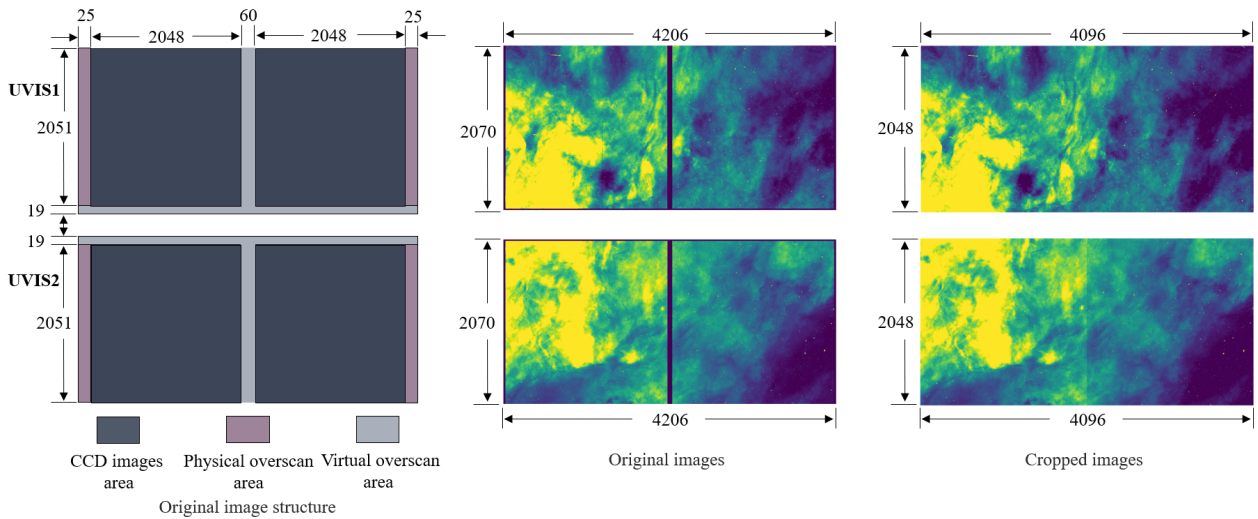 25 60 25
2048 2048
UVIS1
2051
19
19
UVIS2
2051
CCD images
area
Physical overscan
area
Virtual overscan
area
Original image structure
4206
2070
2070
4206
Original images
4096
2048
2048
4096
Cropped images